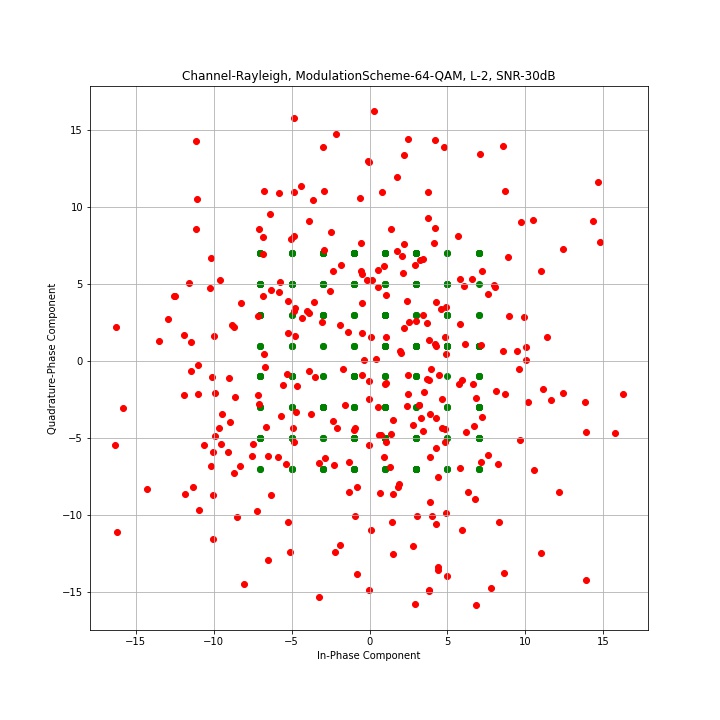 Channel-Rayleigh, ModulationScheme-64-QAM, L-2, SNR-30dB
Quadrature-Phase Component
15
10
5
0
−5
−10
−15
−15 −10 −5 0 5 10 15
In-Phase Component